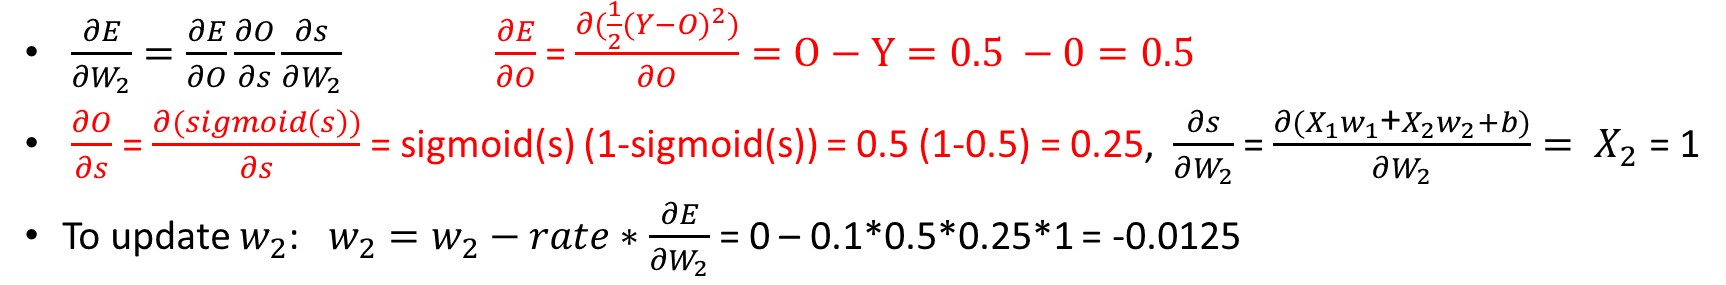 • ∂E/∂W₂ = ∂E/∂O ∂O/∂s ∂s/∂W₂ ∂E/∂O = ∂(½(Y−O)²)/∂O = O − Y = 0.5 − 0 = 0.5
• ∂O/∂s = ∂(sigmoid(s))/∂s = sigmoid(s) (1-sigmoid(s)) = 0.5 (1-0.5) = 0.25, ∂s/∂W₂ = ∂(X₁w₁+X₂w₂+b)/∂W₂ = X₂ = 1
• To update w₂: w₂ = w₂ − rate ∗ ∂E/∂W₂ = 0 – 0.1*0.5*0.25*1 = -0.0125